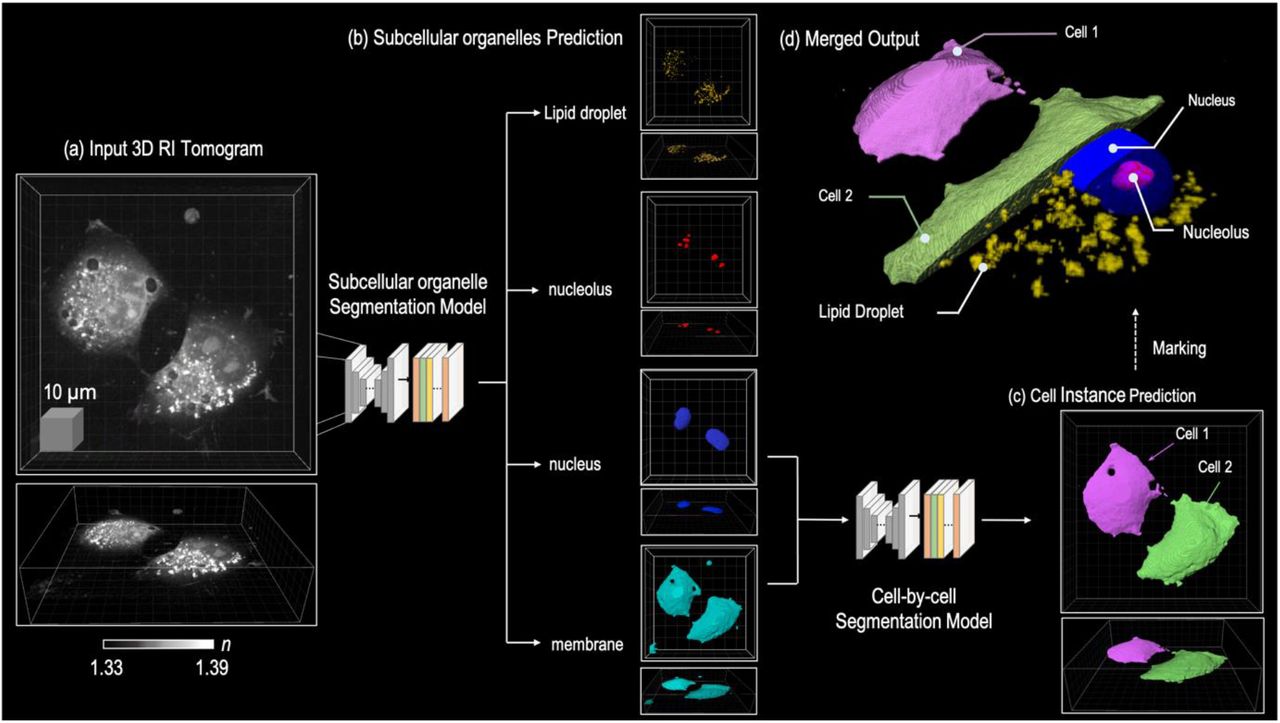 (a) Input 3D RI Tomogram
10 μm
n
1.33
1.39
(b) Subcellular organelles Prediction
Subcellular organelle
Segmentation Model
Lipid droplet
nucleolus
nucleus
membrane
Cell-by-cell
Segmentation Model
(c) Cell Instance Prediction
Cell 1
Cell 2
Marking
(d) Merged Output
Cell 1
Nucleus
Cell 2
Nucleolus
Lipid Droplet